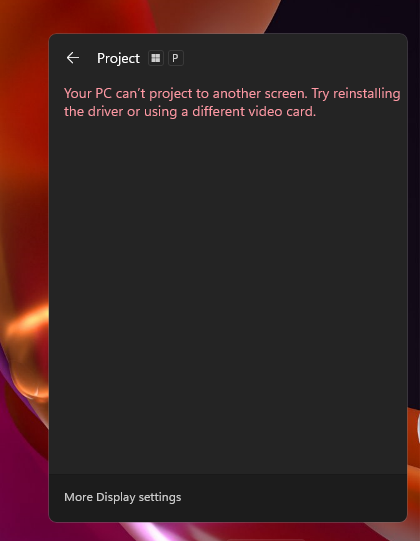 Project P
Your PC can’t project to another screen. Try reinstalling
the driver or using a different video card.
More Display settings